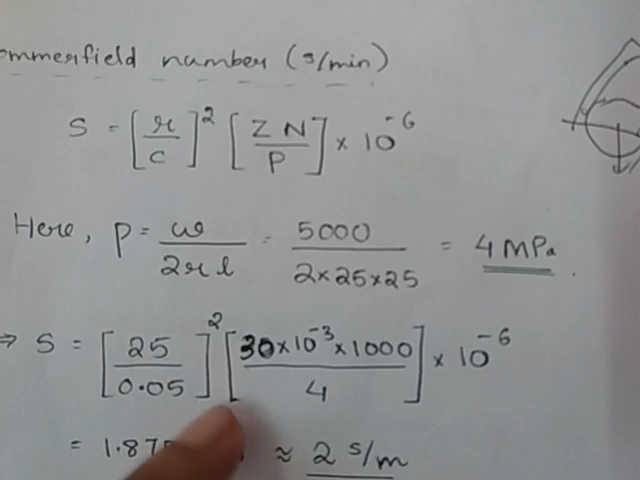 ommerfield number (s/min)
S = [r/c]² [ZN/P] × 10⁻⁶
Here, P = w/2rl = 5000/2×25×25 = 4 MPa.
⇒ S = [25/0.05]² [30×10⁻³×1000/4] × 10⁻⁶
= 1.875 ≈ 2 s/m